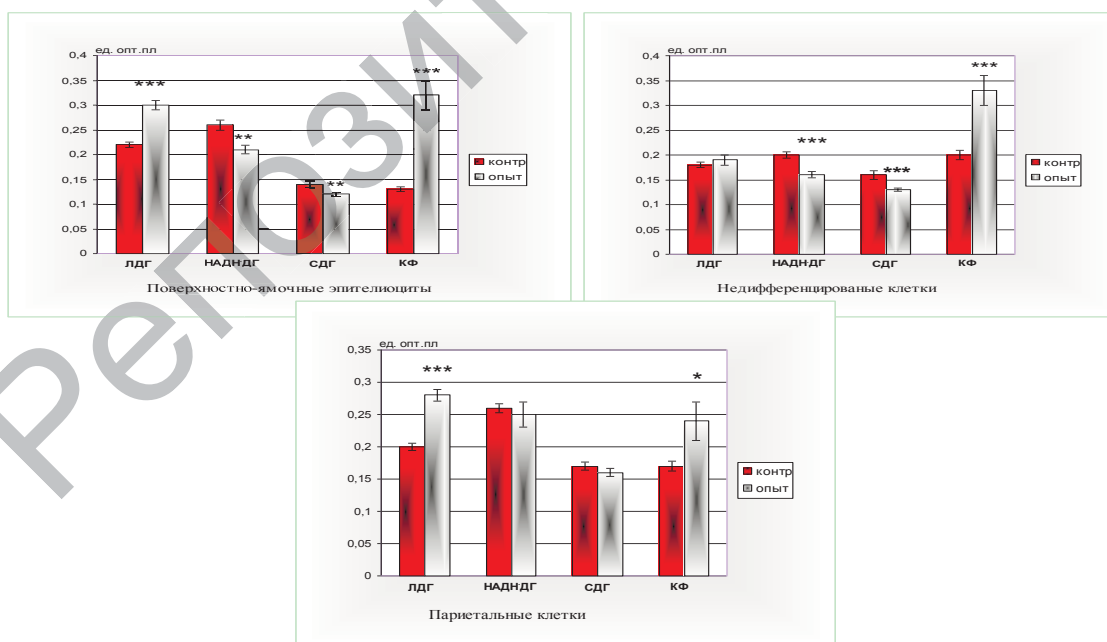 ед. опт.пл
0,4
0,35
0,3
0,25
0,2
0,15
0,1
0,05
0
***
**
**
***
ЛДГ НАДНДГ СДГ КФ
контр
опыт
Поверхностно-ямочные эпителиоциты
ед. опт.пл
0,4
0,35
0,3
0,25
0,2
0,15
0,1
0,05
0
***
***
***
ЛДГ НАДНДГ СДГ КФ
контр
опыт
Недифференцированые клетки
ед. опт.пл
0,35
0,3
0,25
0,2
0,15
0,1
0,05
0
***
*
ЛДГ НАДНДГ СДГ КФ
контр
опыт
Париетальные клетки
Репозит